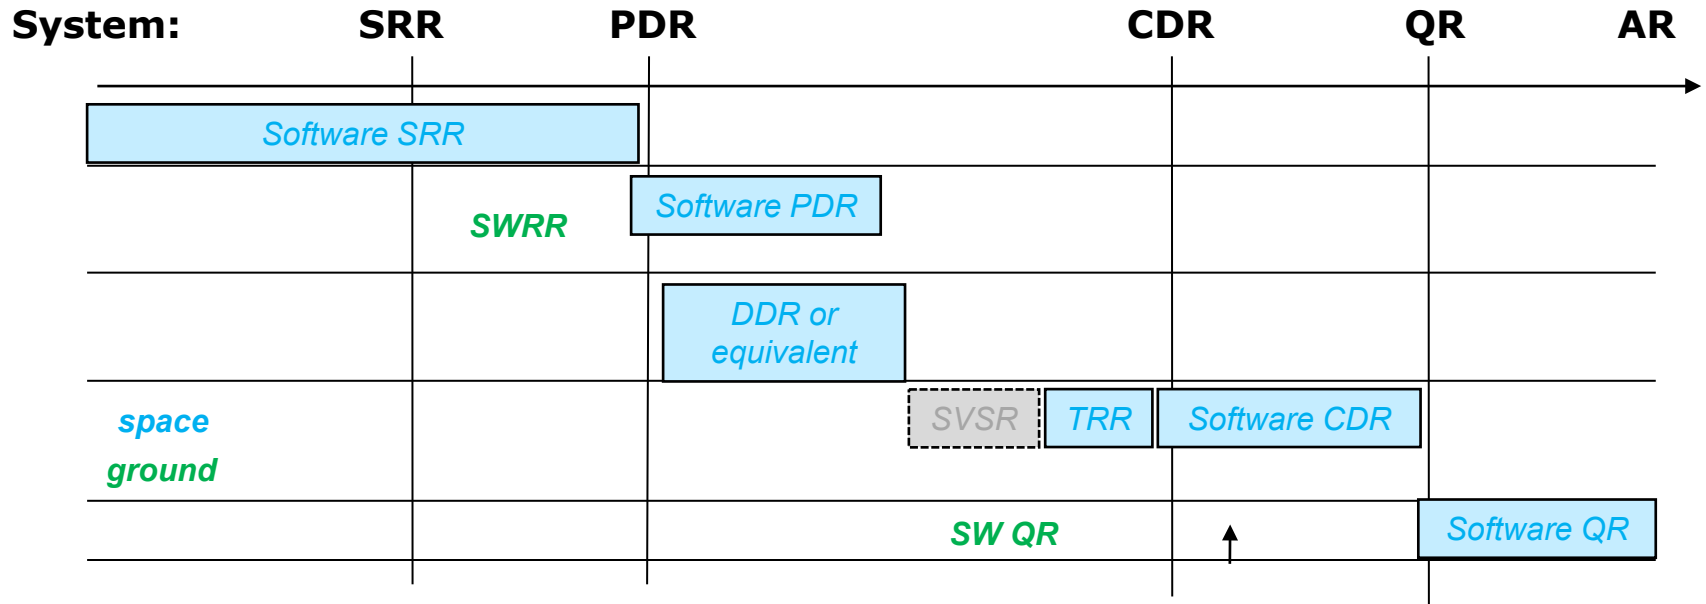 System: SRR PDR CDR QR AR
Software SRR
Software PDR
SWRR
DDR or
equivalent
SVSR TRR Software CDR
space
ground
SW QR Software QR